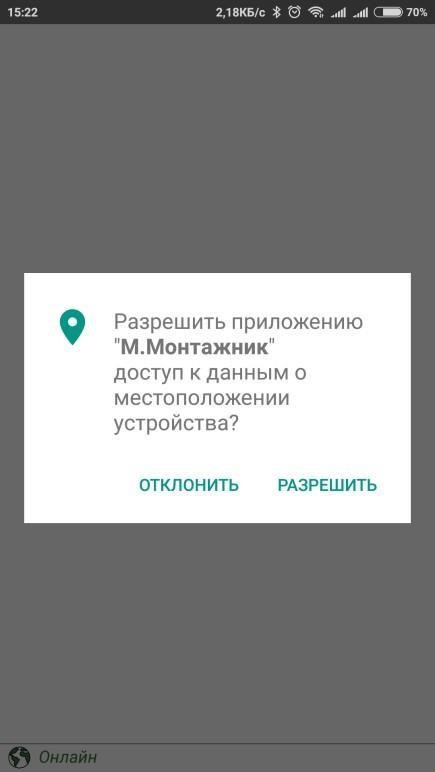 15:22 2,18КБ/с 70%
Разрешить приложению
"М.Монтажник"
доступ к данным о
местоположении
устройства?
ОТКЛОНИТЬ РАЗРЕШИТЬ
Онлайн